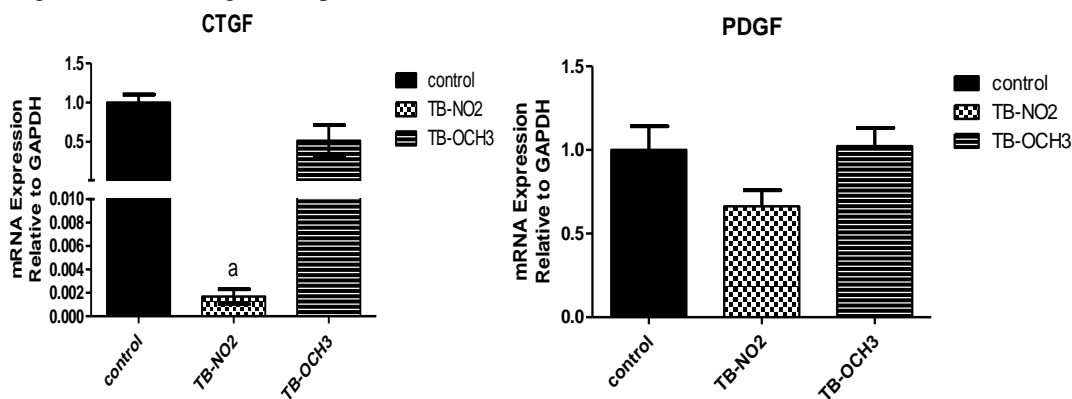 CTGF
mRNA Expression
Relative to GAPDH
1.5
1.0
0.5
0.010
0.008
0.006
0.004
0.002
0.000
a
control
TB-NO2
TB-OCH3
control
TB-NO2
TB-OCH3
PDGF
mRNA Expression
Relative to GAPDH
1.5
1.0
0.5
0.0
control
TB-NO2
TB-OCH3
control
TB-NO2
TB-OCH3